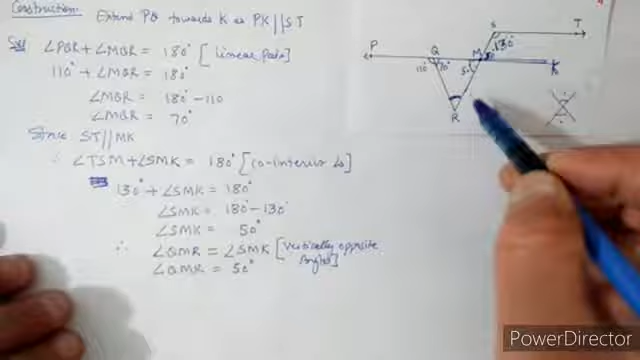 Construction: Extend PQ towards K as PK||ST
Sol ∠PQR + ∠MQR = 180° [Linear Pair]
110° + ∠MQR = 180°
∠MQR = 180° - 110
∠MQR = 70°
Since ST||MK
∴ ∠TSM + ∠SMK = 180° [co-interior ∠s]
130° + ∠SMK = 180°
∠SMK = 180° - 130°
∠SMK = 50°
∴ ∠QMR = ∠SMK [vertically opposite
angles]
∠QMR = 50°
S T
130°
P Q M K
110° 70° 50°
R
PowerDirector